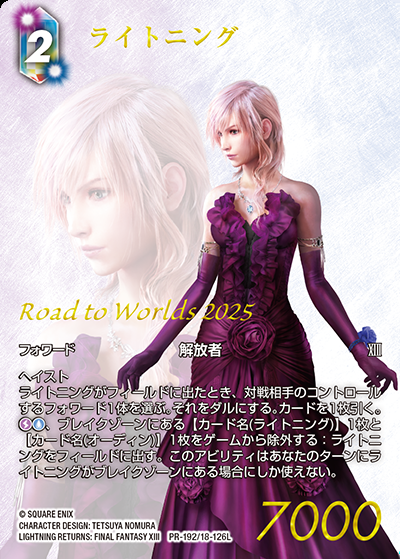 2
ライトニング
Road to Worlds 2025
フォワード 解放者 XIII
ヘイスト
ライトニングがフィールドに出たとき、対戦相手のコントロール
するフォワード1体を選ぶ。それをダルにする。カードを1枚引く。
、ブレイクゾーンにある【カード名(ライトニング)】1枚と
【カード名(オーディン)】1枚をゲームから除外する：ライトニ
ングをフィールドに出す。このアビリティはあなたのターンにラ
イトニングがブレイクゾーンにある場合にしか使えない。
© SQUARE ENIX
CHARACTER DESIGN: TETSUYA NOMURA
LIGHTNING RETURNS: FINAL FANTASY XIII PR-192/18-126L
7000